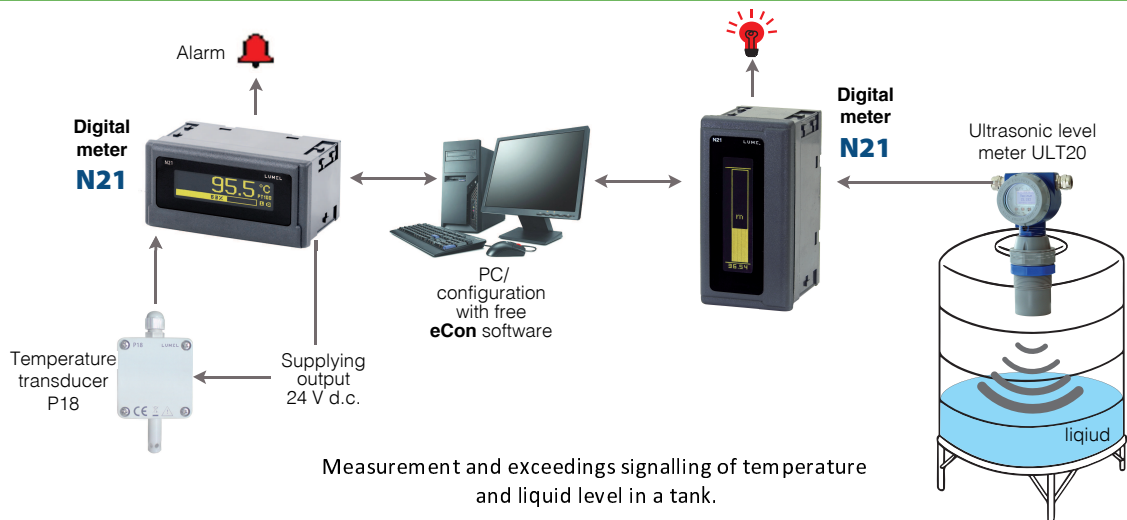 Alarm
Digital
meter
N21
N21
LUMEL
95.5 °C
PT100
Temperature
transducer
P18
P18 LUMEL
CE
Supplying
output
24 V d.c.
PC/
configuration
with free
eCon software
N21 LUMEL
m
Digital
meter
N21
Ultrasonic level
meter ULT20
liqiud
Measurement and exceedings signalling of temperature
and liquid level in a tank.